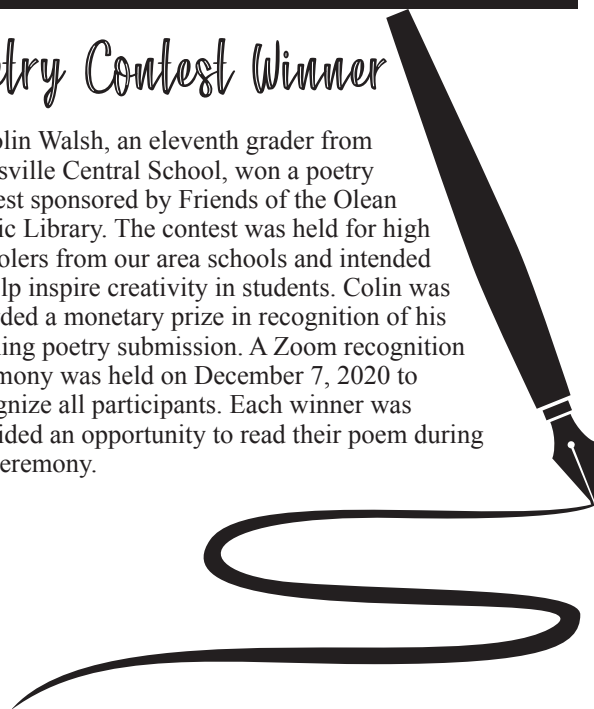 try Contest Winner
olin Walsh, an eleventh grader from
sville Central School, won a poetry
est sponsored by Friends of the Olean
ic Library. The contest was held for high
olers from our area schools and intended
lp inspire creativity in students. Colin was
ded a monetary prize in recognition of his
ing poetry submission. A Zoom recognition
mony was held on December 7, 2020 to
gnize all participants. Each winner was
ided an opportunity to read their poem during
eremony.